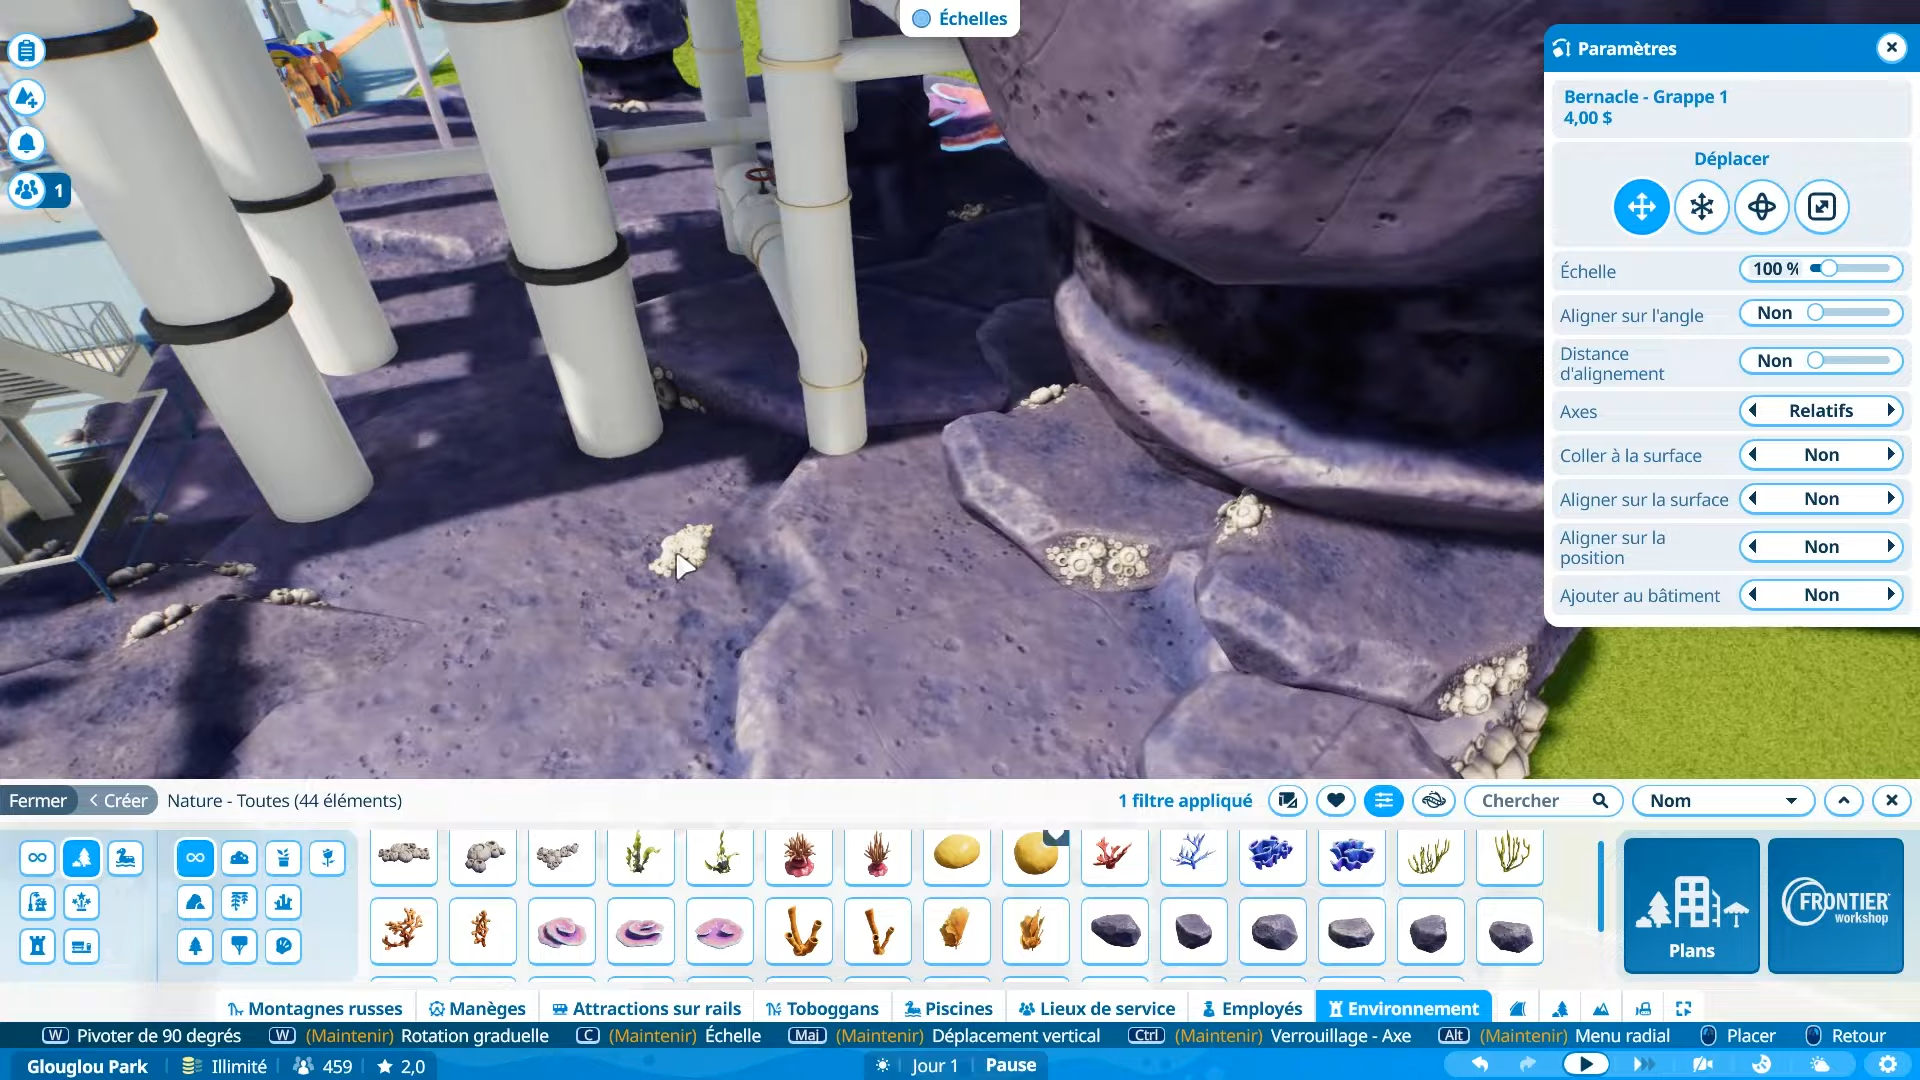 Échelles
1
Paramètres
Bernacle - Grappe 1
4,00 $
Déplacer
Échelle
100 %
Aligner sur l'angle
Non
Distance d'alignement
Non
Axes
Relatifs
Coller à la surface
Non
Aligner sur la surface
Non
Aligner sur la position
Non
Ajouter au bâtiment
Non
Fermer
Créer
Nature - Toutes (44 éléments)
1 filtre appliqué
Chercher
Nom
Plans
FRONTIER
workshop
Montagnes russes
Manèges
Attractions sur rails
Toboggans
Piscines
Lieux de service
Employés
Environnement
W Pivoter de 90 degrés
W (Maintenir) Rotation graduelle
C (Maintenir) Échelle
Maj (Maintenir) Déplacement vertical
Ctrl (Maintenir) Verrouillage - Axe
Alt (Maintenir) Menu radial
Placer
Retour
Glouglou Park
Illimité
459
2,0
Jour 1
Pause